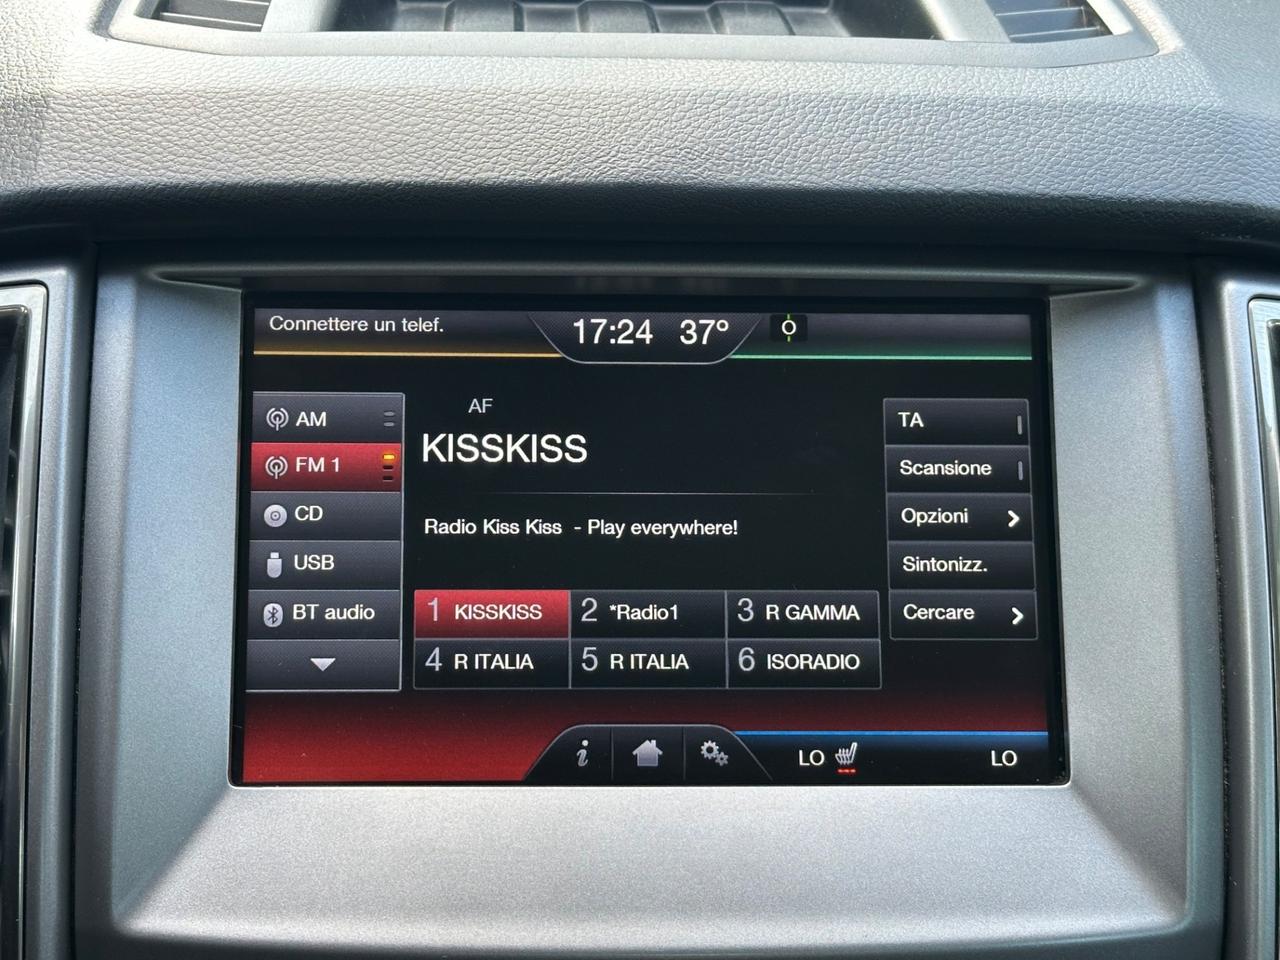 Connettere un telef.
17:24 37°
AM
FM 1
CD
USB
BT audio
AF
KISSKISS
Radio Kiss Kiss - Play everywhere!
1 KISSKISS
2 *Radio1
3 R GAMMA
4 R ITALIA
5 R ITALIA
6 ISORADIO
TA
Scansione
Opzioni
Sintonizz.
Cercare
i
LO
LO